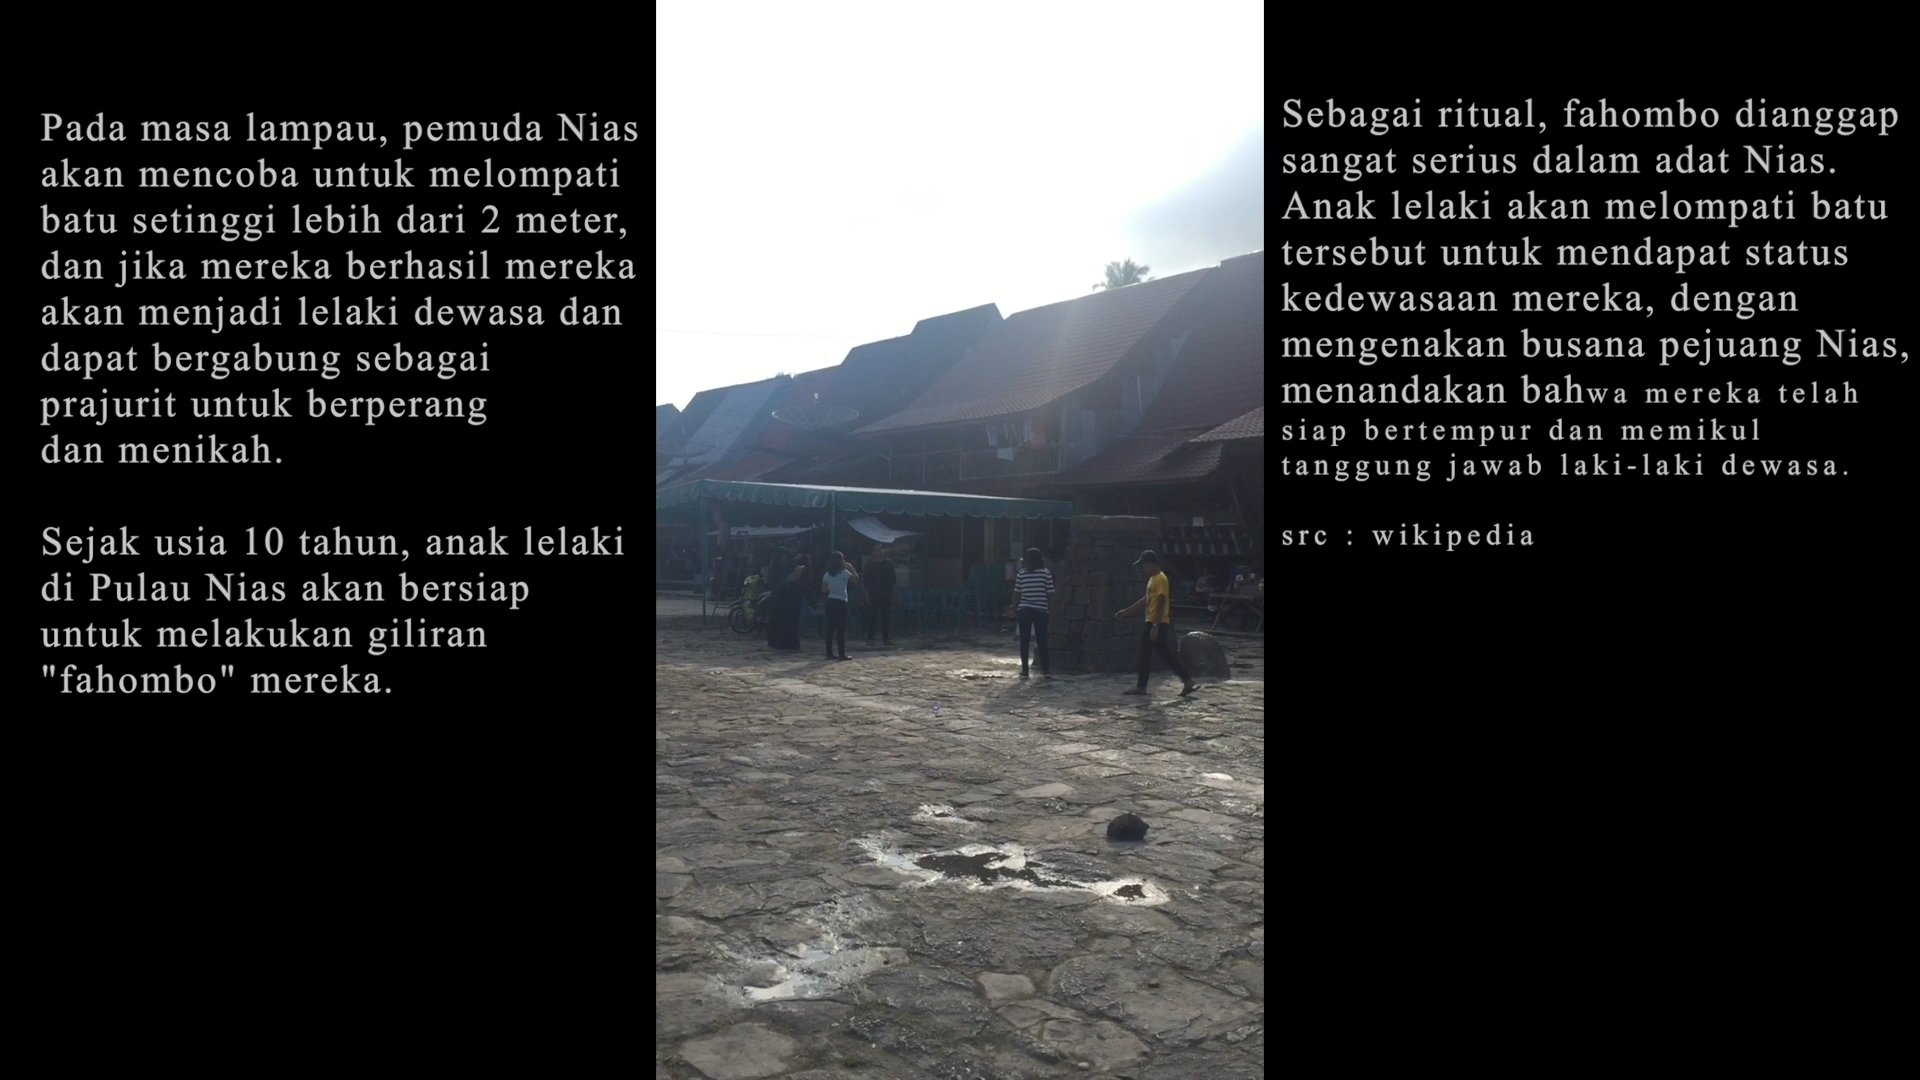 Pada masa lampau, pemuda Nias
akan mencoba untuk melompati
batu setinggi lebih dari 2 meter,
dan jika mereka berhasil mereka
akan menjadi lelaki dewasa dan
dapat bergabung sebagai
prajurit untuk berperang
dan menikah.
Sejak usia 10 tahun, anak lelaki
di Pulau Nias akan bersiap
untuk melakukan giliran
"fahombo" mereka.
Sebagai ritual, fahombo dianggap
sangat serius dalam adat Nias.
Anak lelaki akan melompati batu
tersebut untuk mendapat status
kedewasaan mereka, dengan
mengenakan busana pejuang Nias,
menandakan bahwa mereka telah
siap bertempur dan memikul
tanggung jawab laki-laki dewasa.
src : wikipedia